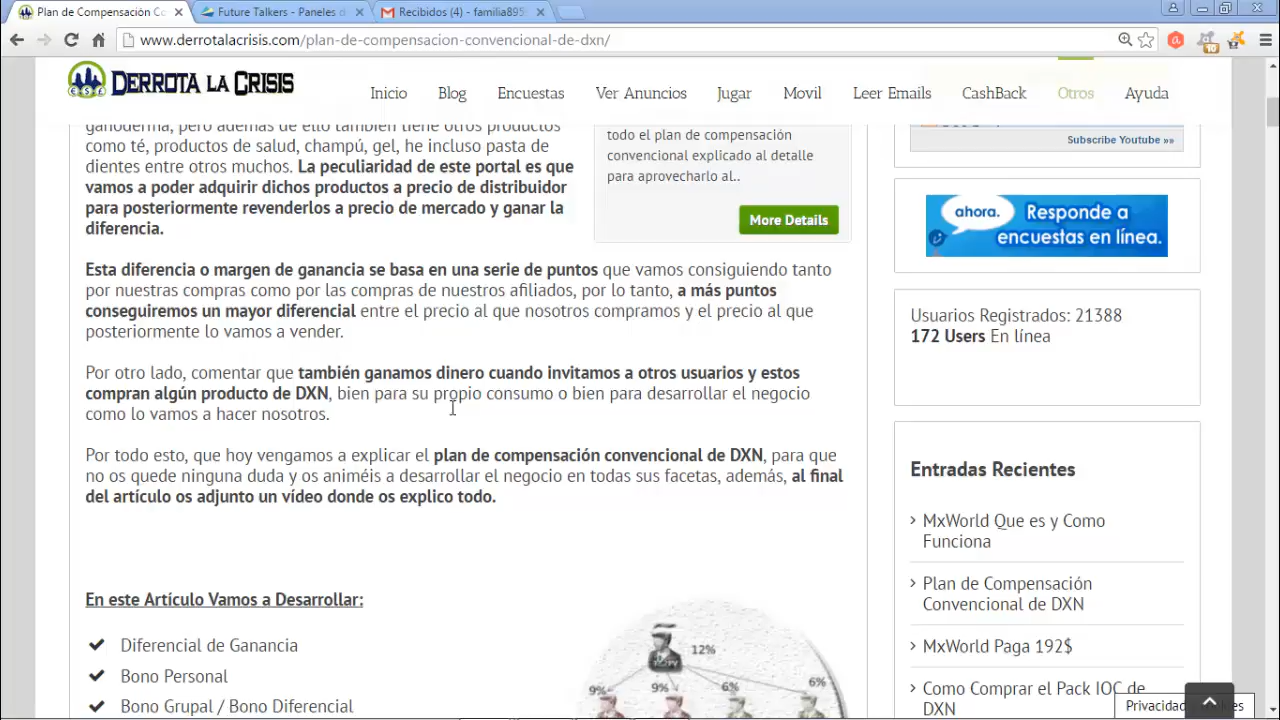 Plan de Compensación Co
Future Talkers - Paneles d
Recibidos (4) - familia895
www.derrotalacrisis.com/plan-de-compensacion-convencional-de-dxn/
10
DERROTA LA CRISIS
Inicio
Blog
Encuestas
Ver Anuncios
Jugar
Movil
Leer Emails
CashBack
Otros
Ayuda
ganoderma, pero además de ello también tiene otros productos
como té, productos de salud, champú, gel, he incluso pasta de
dientes entre otros muchos. La peculiaridad de este portal es que
vamos a poder adquirir dichos productos a precio de distribuidor
para posteriormente revenderlos a precio de mercado y ganar la
diferencia.
todo el plan de compensación
convencional explicado al detalle
para aprovecharlo al..
More Details
Esta diferencia o margen de ganancia se basa en una serie de puntos que vamos consiguiendo tanto
por nuestras compras como por las compras de nuestros afiliados, por lo tanto, a más puntos
conseguiremos un mayor diferencial entre el precio al que nosotros compramos y el precio al que
posteriormente lo vamos a vender.
Por otro lado, comentar que también ganamos dinero cuando invitamos a otros usuarios y estos
compran algún producto de DXN, bien para su propio consumo o bien para desarrollar el negocio
como lo vamos a hacer nosotros.
Por todo esto, que hoy vengamos a explicar el plan de compensación convencional de DXN, para que
no os quede ninguna duda y os animéis a desarrollar el negocio en todas sus facetas, además, al final
del artículo os adjunto un vídeo donde os explico todo.
En este Artículo Vamos a Desarrollar:
Diferencial de Ganancia
Bono Personal
Bono Grupal / Bono Diferencial
12%
9%
9%
6%
6%
Subscribe Youtube »»
ahora.
Responde a
encuestas en línea.
Usuarios Registrados: 21388
172 Users En línea
Entradas Recientes
MxWorld Que es y Como
Funciona
Plan de Compensación
Convencional de DXN
MxWorld Paga 192$
Como Comprar el Pack IOC de
DXN